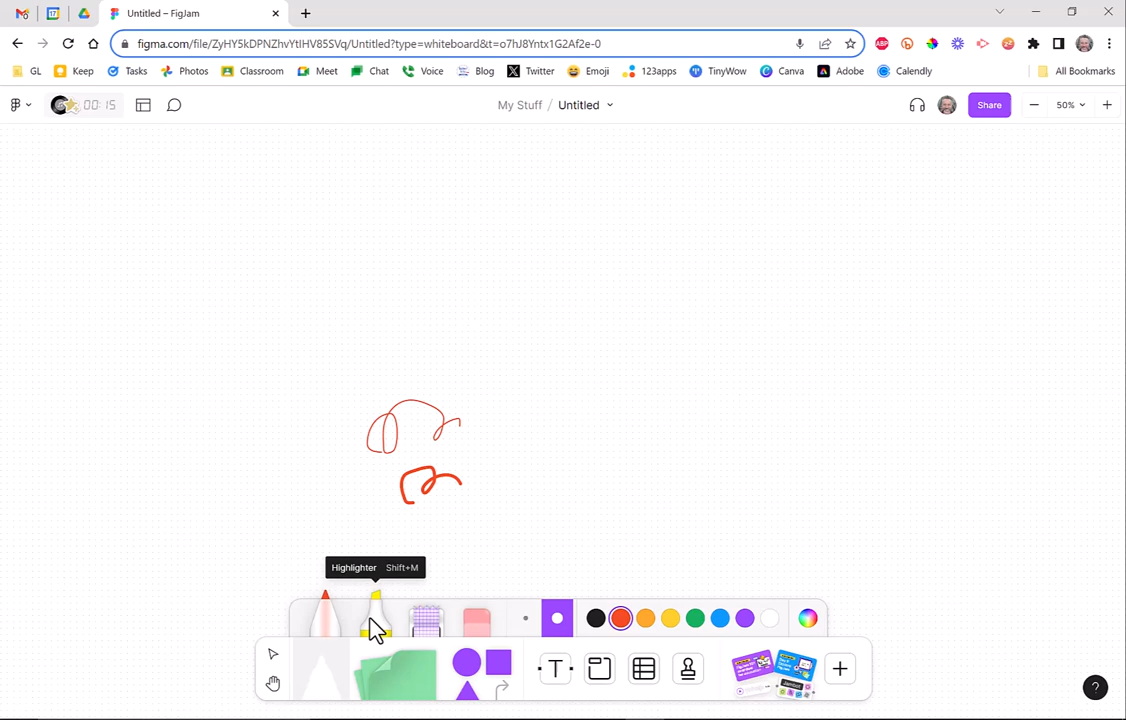 Untitled – FigJam
figma.com/file/ZyHY5kDPNZhvYtIHV85SVq/Untitled?type=whiteboard&t=o7hJ8Yntx1G2Af2e-0
GL Keep Tasks Photos Classroom Meet Chat Voice Blog Twitter Emoji 123apps TinyWow Canva Adobe Calendly All Bookmarks
00:15 My Stuff / Untitled Share 50%
Highlighter Shift+M
T
?